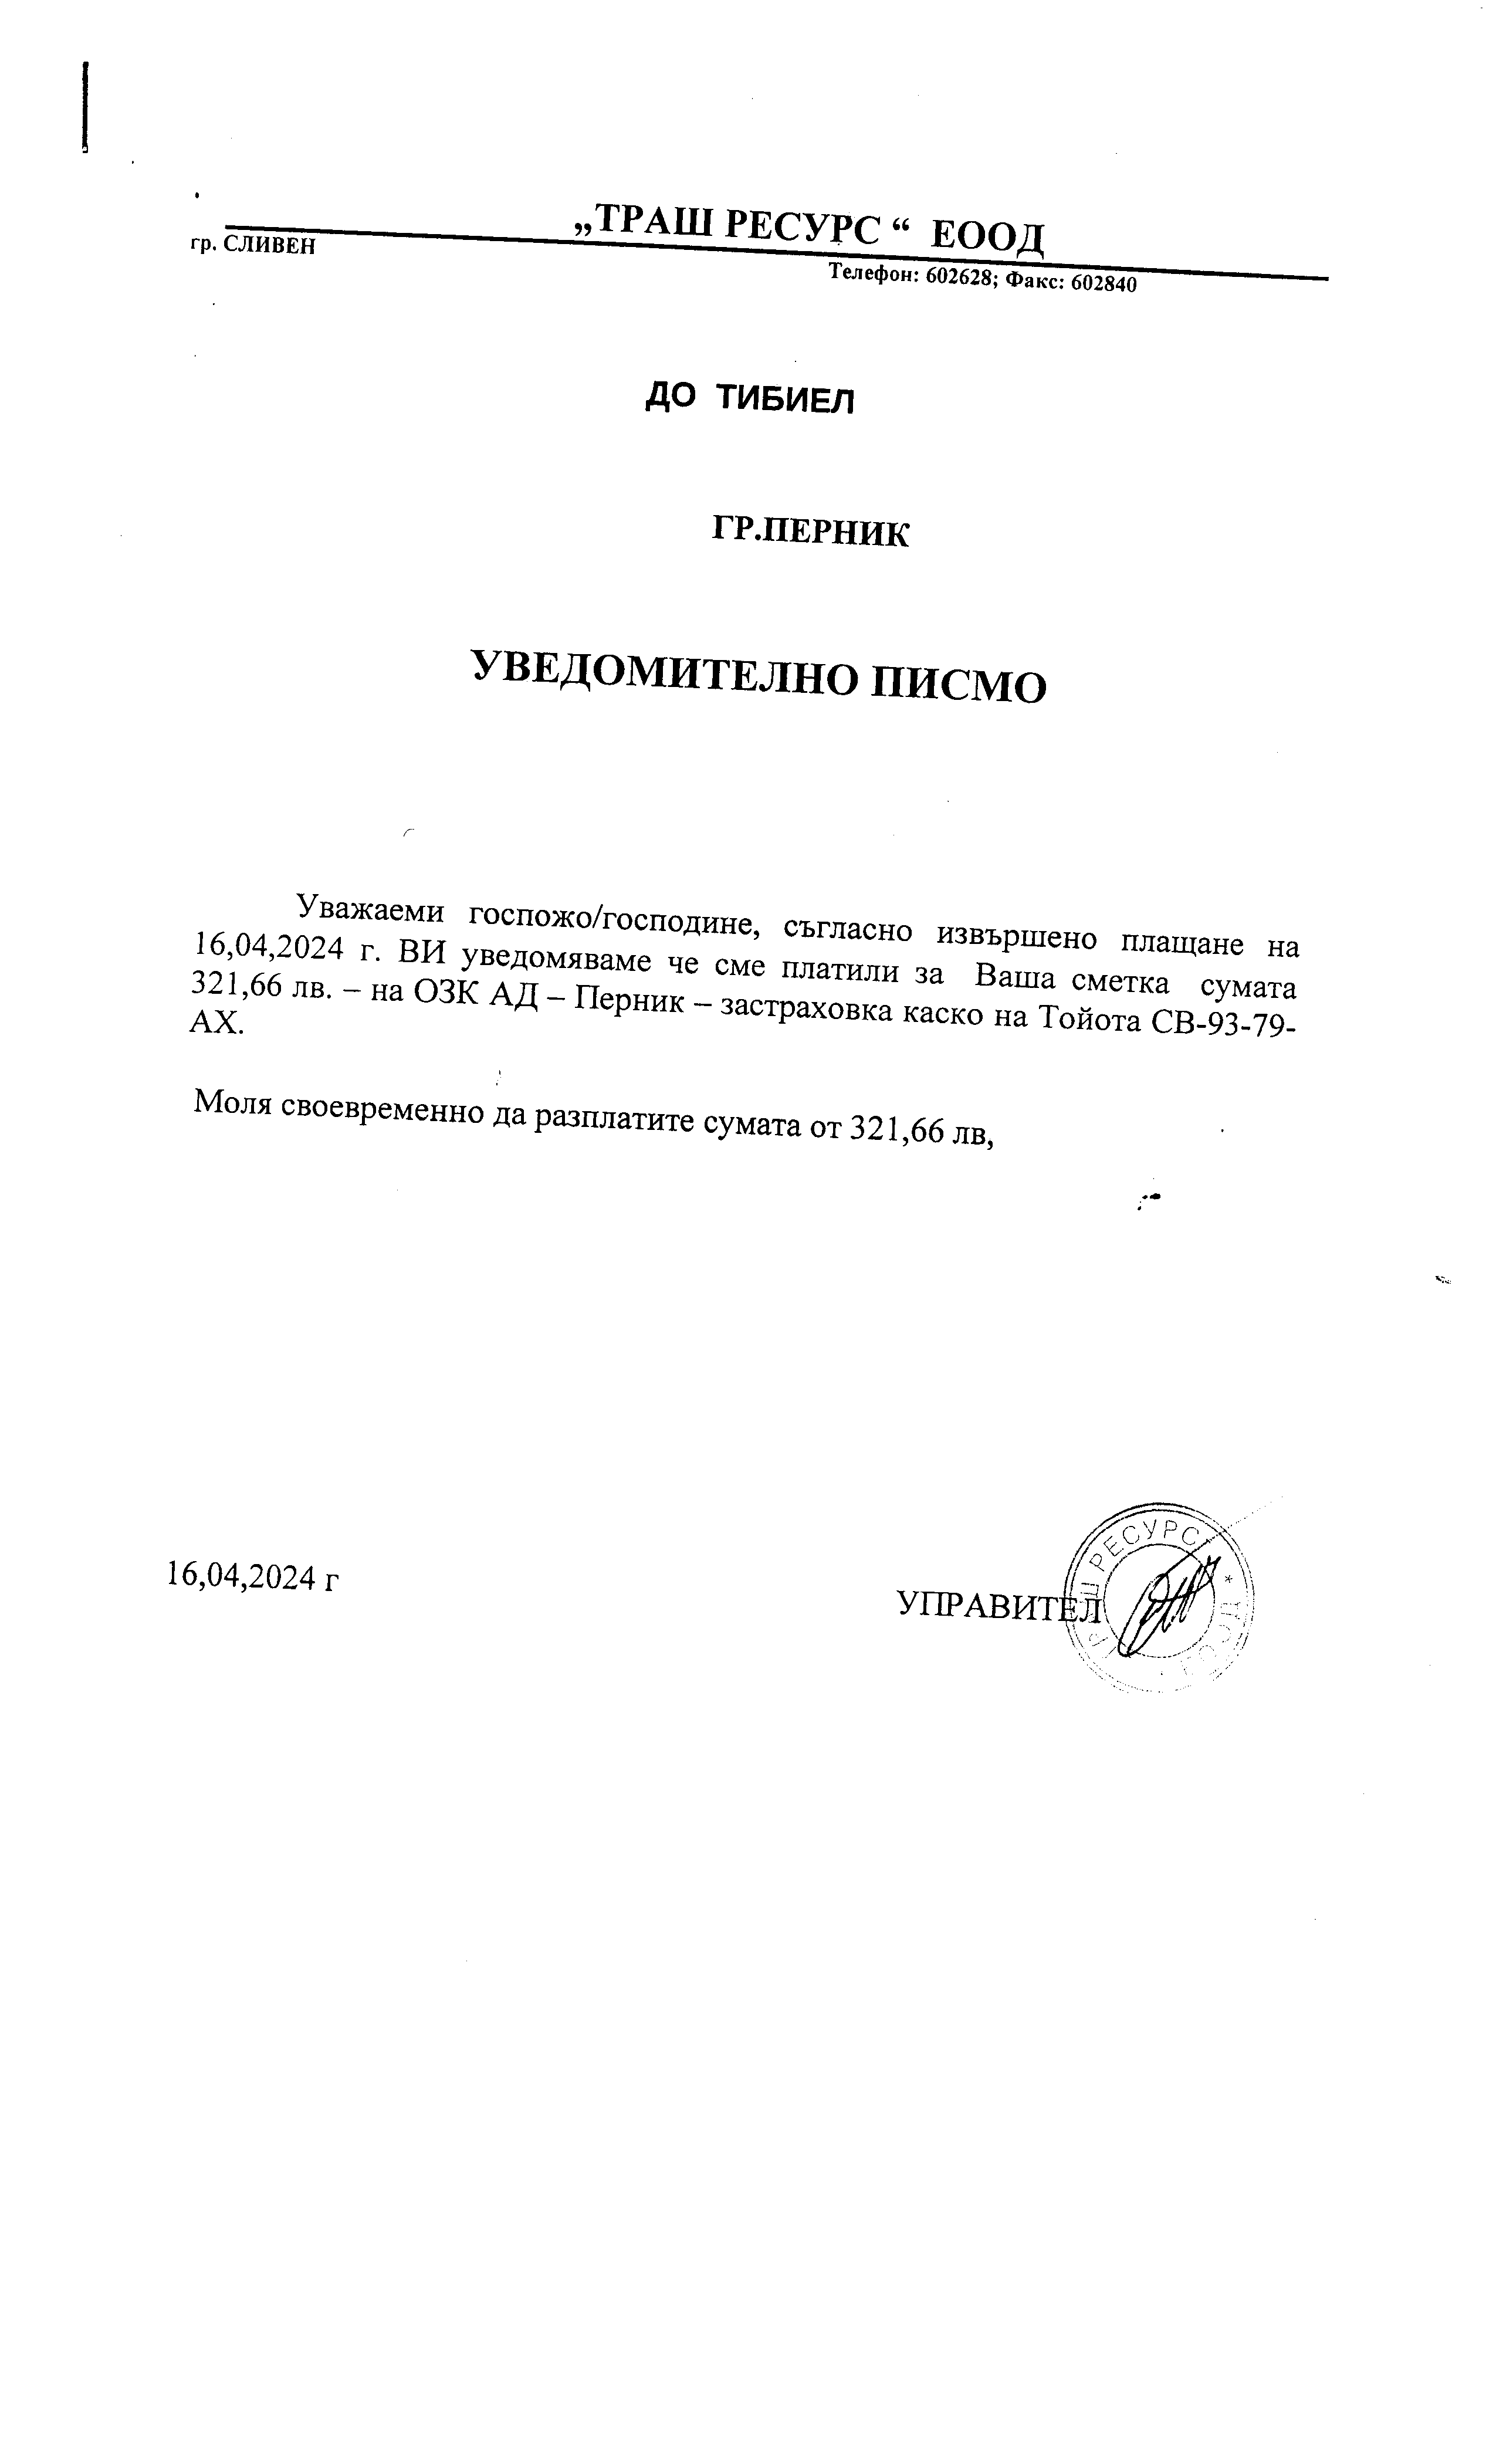 „ТРАШ РЕСУРС “ ЕООД
гр. СЛИВЕН
Телефон: 602628; Факс: 602840
ДО ТИБИЕЛ
ГР.ПЕРНИК
УВЕДОМИТЕЛНО ПИСМО
Уважаеми госпожо/господине, съгласно извършено плащане на
16,04,2024 г. ВИ уведомяваме че сме платили за Ваша сметка сумата
321,66 лв. – на ОЗК АД – Перник – застраховка каско на Тойота СВ-93-79-
АХ.
Моля своевременно да разплатите сумата от 321,66 лв,
16,04,2024 г
УПРАВИТЕЛ
РЕСУРС